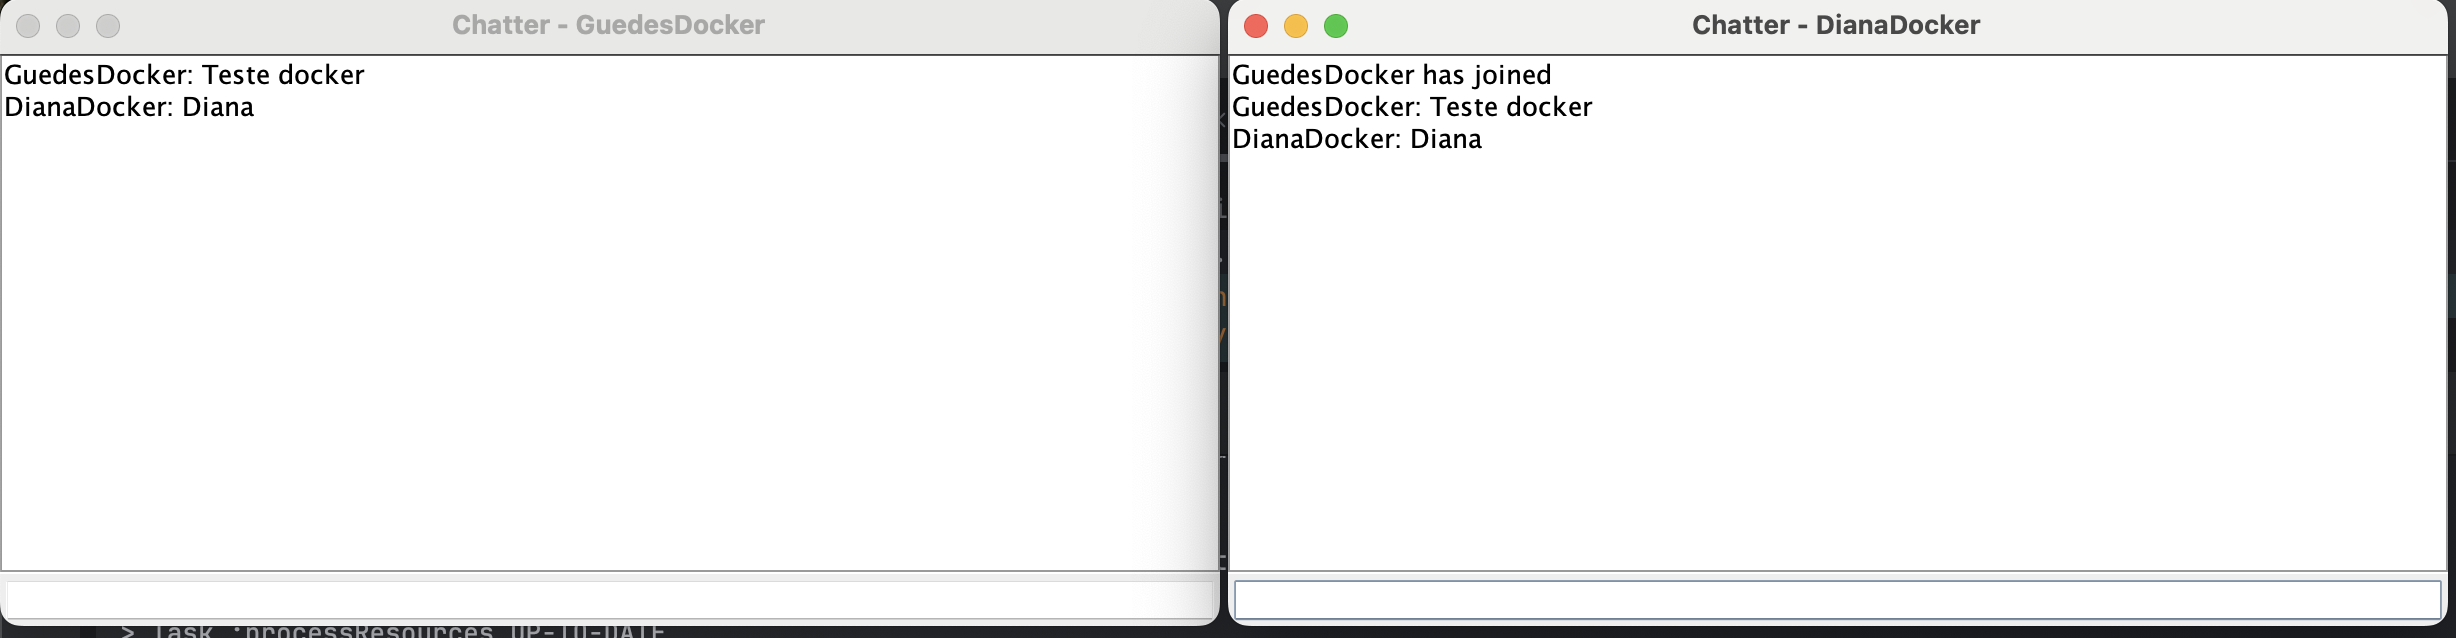 Chatter - GuedesDocker
GuedesDocker: Teste docker
DianaDocker: Diana
Chatter - DianaDocker
GuedesDocker has joined
GuedesDocker: Teste docker
DianaDocker: Diana
> Task :processResources UP-TO-DATE